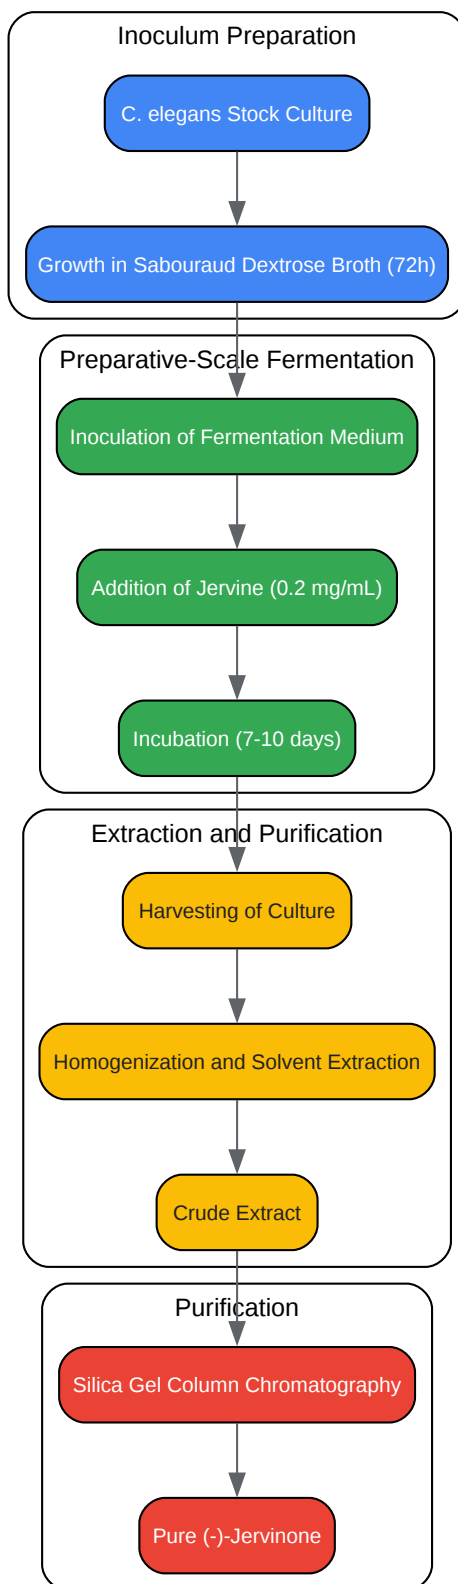 Inoculum Preparation
C. elegans Stock Culture
Growth in Sabouraud Dextrose Broth (72h)
Preparative-Scale Fermentation
Inoculation of Fermentation Medium
Addition of Jervine (0.2 mg/mL)
Incubation (7-10 days)
Extraction and Purification
Harvesting of Culture
Homogenization and Solvent Extraction
Crude Extract
Purification
Silica Gel Column Chromatography
Pure (-)-Jervinone